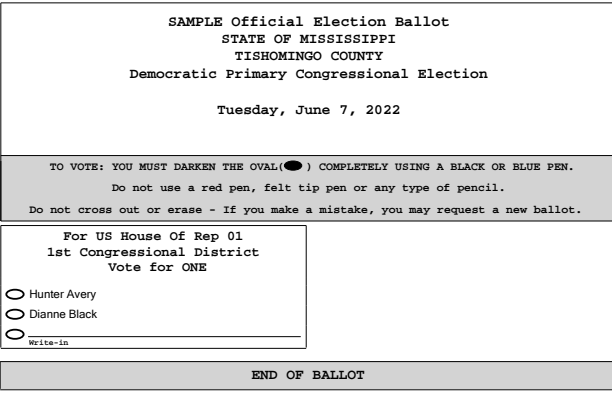 SAMPLE Official Election Ballot
STATE OF MISSISSIPPI
TISHOMINGO COUNTY
Democratic Primary Congressional Election
Tuesday, June 7, 2022
TO VOTE: YOU MUST DARKEN THE OVAL( ) COMPLETELY USING A BLACK OR BLUE PEN.
Do not use a red pen, felt tip pen or any type of pencil.
Do not cross out or erase - If you make a mistake, you may request a new ballot.
For US House Of Rep 01
1st Congressional District
Vote for ONE
Hunter Avery
Dianne Black
Write-in
END OF BALLOT